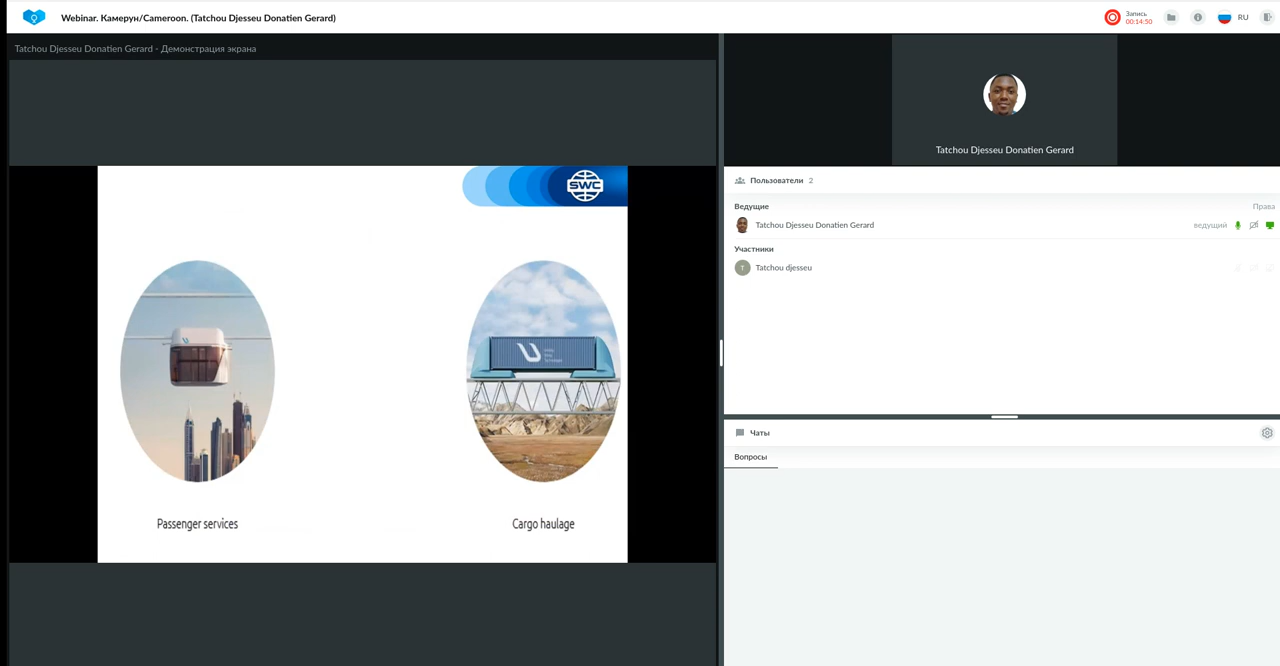 Webinar. Камерун/Cameroon. (Tatchou Djesseu Donatien Gerard)
Запись
00:14:50
RU
Tatchou Djesseu Donatien Gerard - Демонстрация экрана
Tatchou Djesseu Donatien Gerard
Пользователи 2
Ведущие Права
Tatchou Djesseu Donatien Gerard ведущий
Участники
T Tatchou djesseu
SWC
Passenger services
Cargo haulage
Чаты
Вопросы